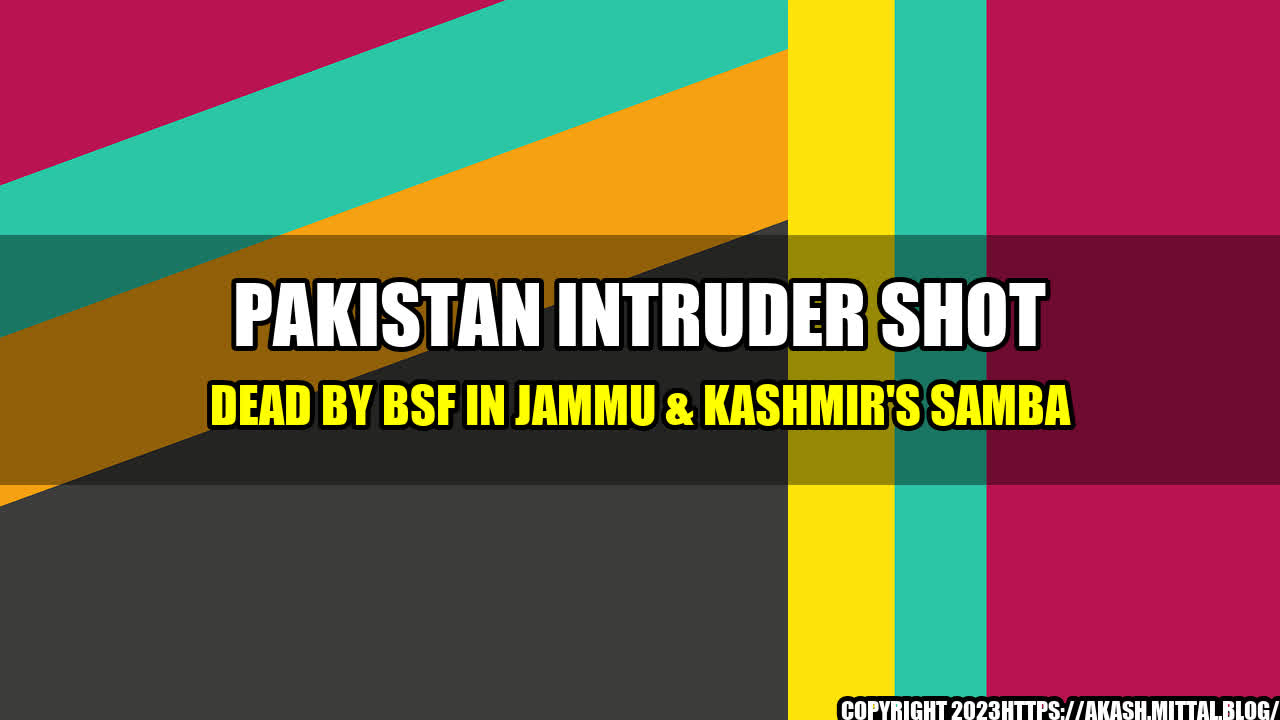 PAKISTAN INTRUDER SHOT
DEAD BY BSF IN JAMMU & KASHMIR'S SAMBA
COPYRIGHT 2023HTTPS://AKASH.MITTAL.BLOG/